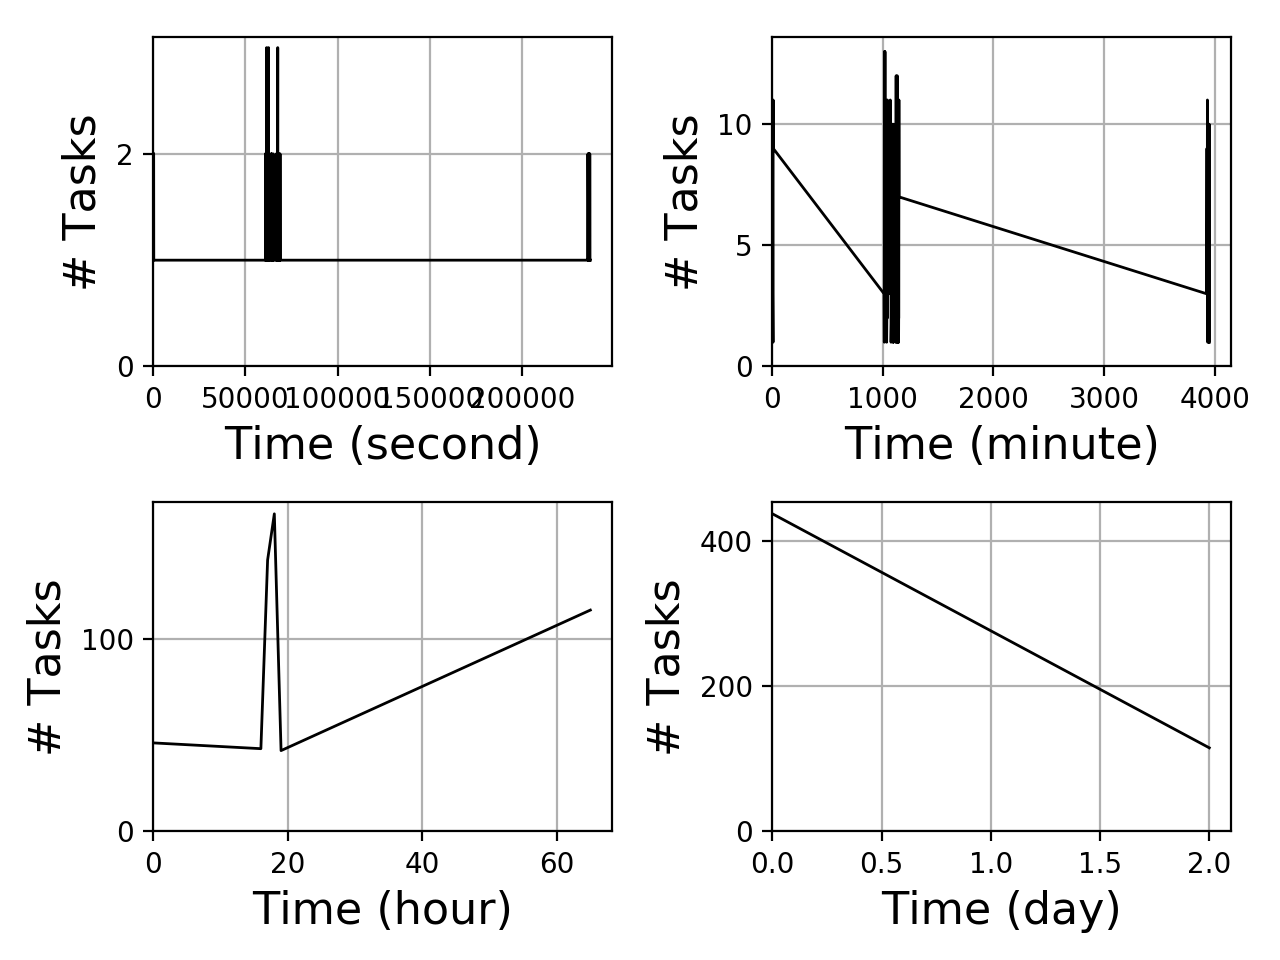 # Tasks
2
0
0 50000 100000 150000 200000
Time (second)
# Tasks
10
5
0
0 1000 2000 3000 4000
Time (minute)
# Tasks
100
0
0 20 40 60
Time (hour)
# Tasks
400
200
0
0.0 0.5 1.0 1.5 2.0
Time (day)